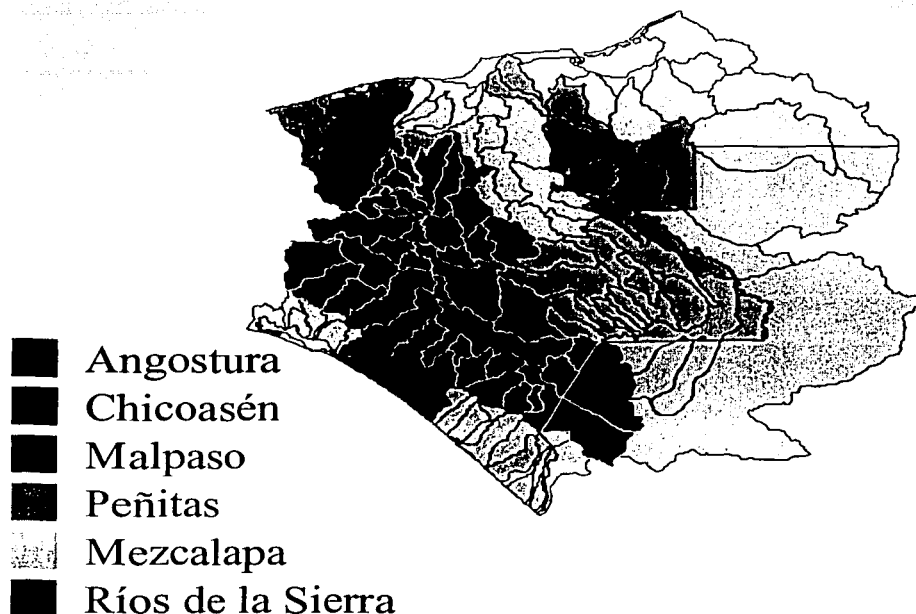 Angostura
Chicoasén
Malpaso
Peñitas
Mezcalapa
Ríos de la Sierra